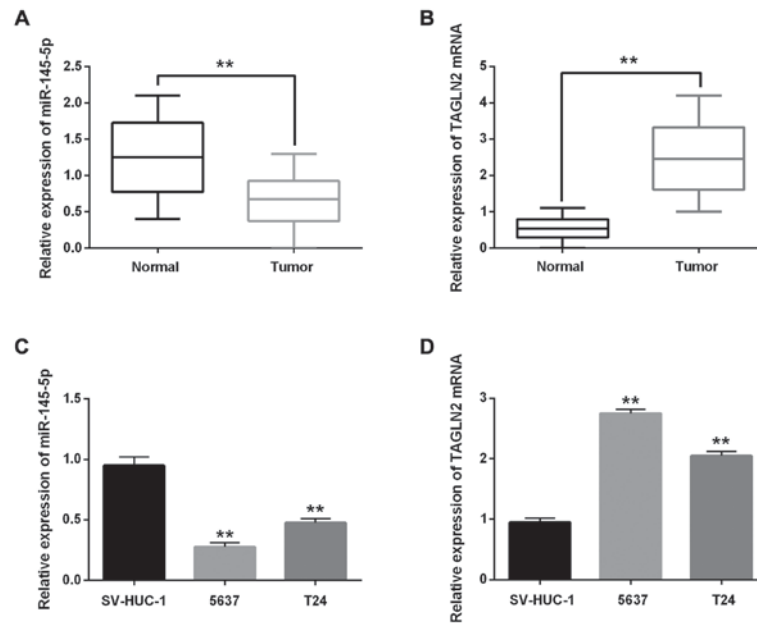 A
Relative expression of miR-145-5p
2.5
2.0
1.5
1.0
0.5
0.0
**
Normal Tumor
B
Relative expression of TAGLN2 mRNA
5
4
3
2
1
0
**
Normal Tumor
C
Relative expression of miR-145-5p
1.5
1.0
0.5
0.0
**
**
SV-HUC-1 5637 T24
D
Relative expression of TAGLN2 mRNA
3
2
1
0
**
**
SV-HUC-1 5637 T24